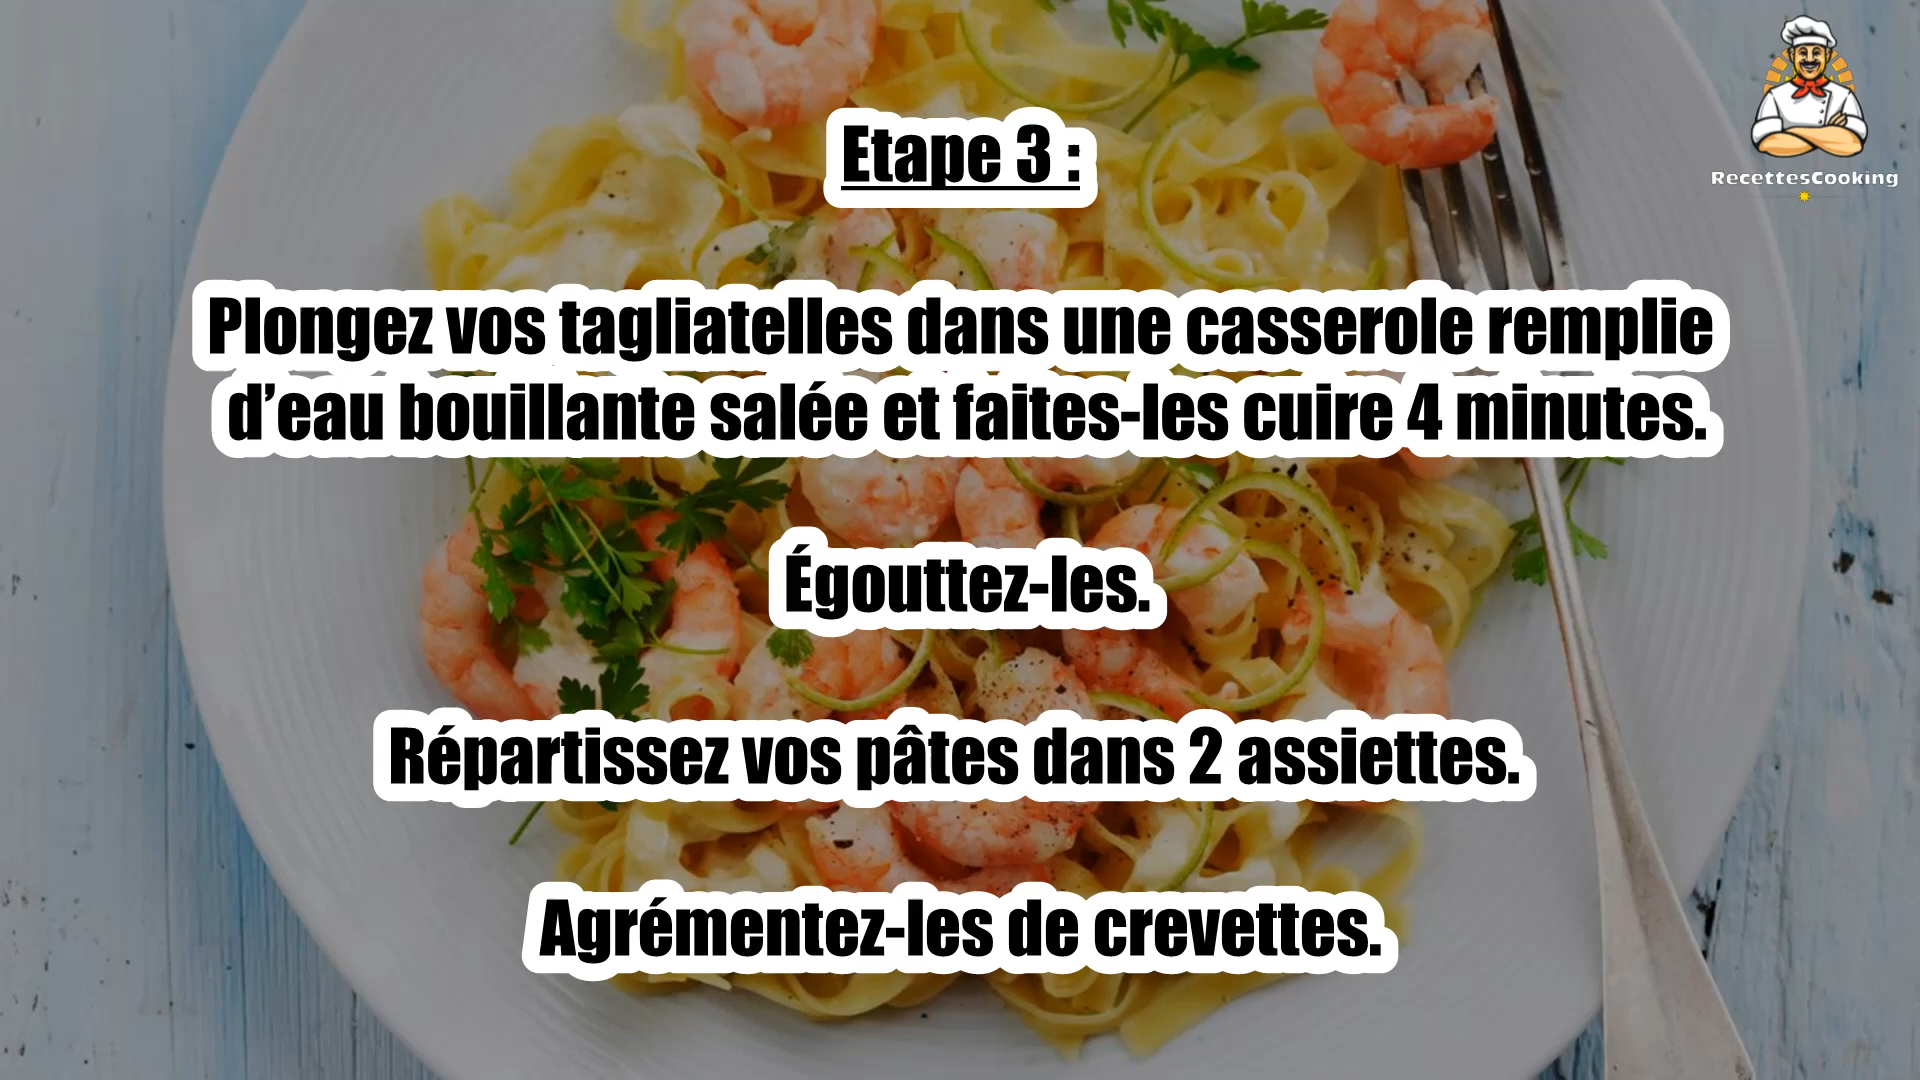 RecettesCooking
Etape 3 :
Plongez vos tagliatelles dans une casserole remplie
d’eau bouillante salée et faites-les cuire 4 minutes.
Égouttez-les.
Répartissez vos pâtes dans 2 assiettes.
Agrémentez-les de crevettes.